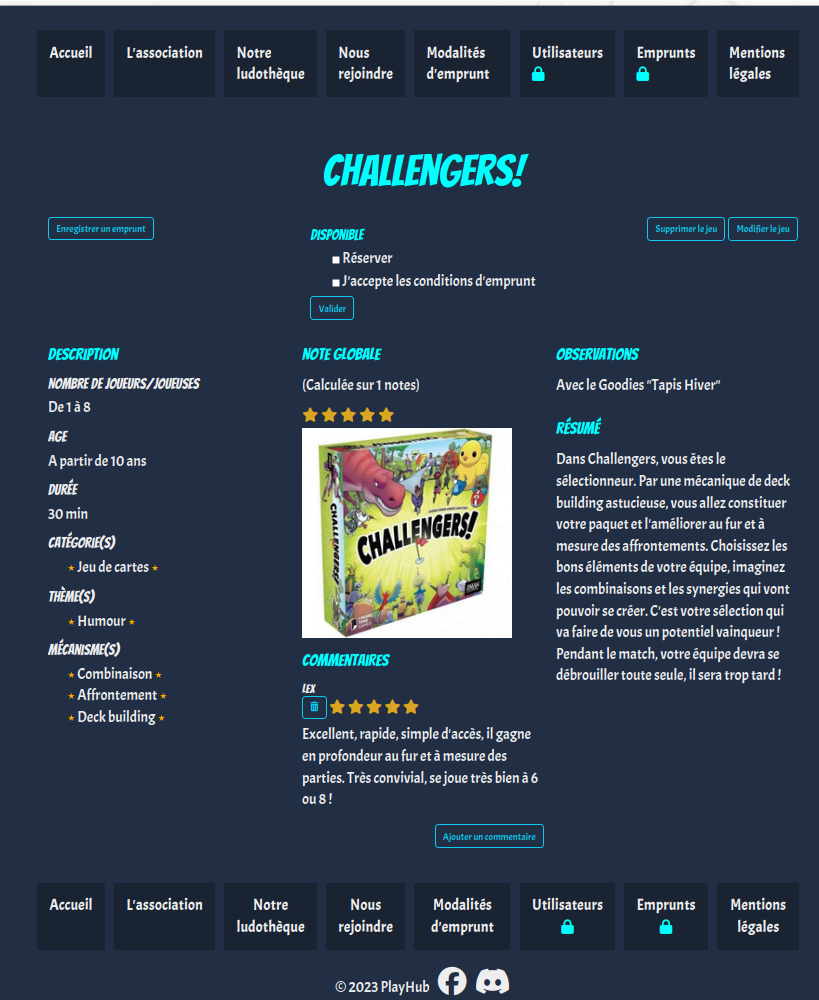 Accueil
L'association
Notre
ludothèque
Nous
rejoindre
Modalités
d'emprunt
Utilisateurs
Emprunts
Mentions
légales
CHALLENGERS!
Enregistrer un emprunt
DISPONIBLE
Réserver
J'accepte les conditions d'emprunt
Valider
Supprimer le jeu
Modifier le jeu
DESCRIPTION
NOMBRE DE JOUEURS/JOUEUSES
De 1 à 8
AGE
A partir de 10 ans
DURÉE
30 min
CATÉGORIE(S)
Jeu de cartes
THÈME(S)
Humour
MÉCANISME(S)
Combinaison
Affrontement
Deck building
NOTE GLOBALE
(Calculée sur 1 notes)
CHALLENGERS!
CHALLENGERS!
COMMENTAIRES
LEX
Excellent, rapide, simple d'accès, il gagne
en profondeur au fur et à mesure des
parties. Très convivial, se joue très bien à 6
ou 8 !
Ajouter un commentaire
OBSERVATIONS
Avec le Goodies "Tapis Hiver"
RÉSUMÉ
Dans Challengers, vous êtes le
sélectionneur. Par une mécanique de deck
building astucieuse, vous allez constituer
votre paquet et l'améliorer au fur et à
mesure des affrontements. Choisissez les
bons éléments de votre équipe, imaginez
les combinaisons et les synergies qui vont
pouvoir se créer. C'est votre sélection qui
va faire de vous un potentiel vainqueur !
Pendant le match, votre équipe devra se
débrouiller toute seule, il sera trop tard !
Accueil
L'association
Notre
ludothèque
Nous
rejoindre
Modalités
d'emprunt
Utilisateurs
Emprunts
Mentions
légales
© 2023 PlayHub